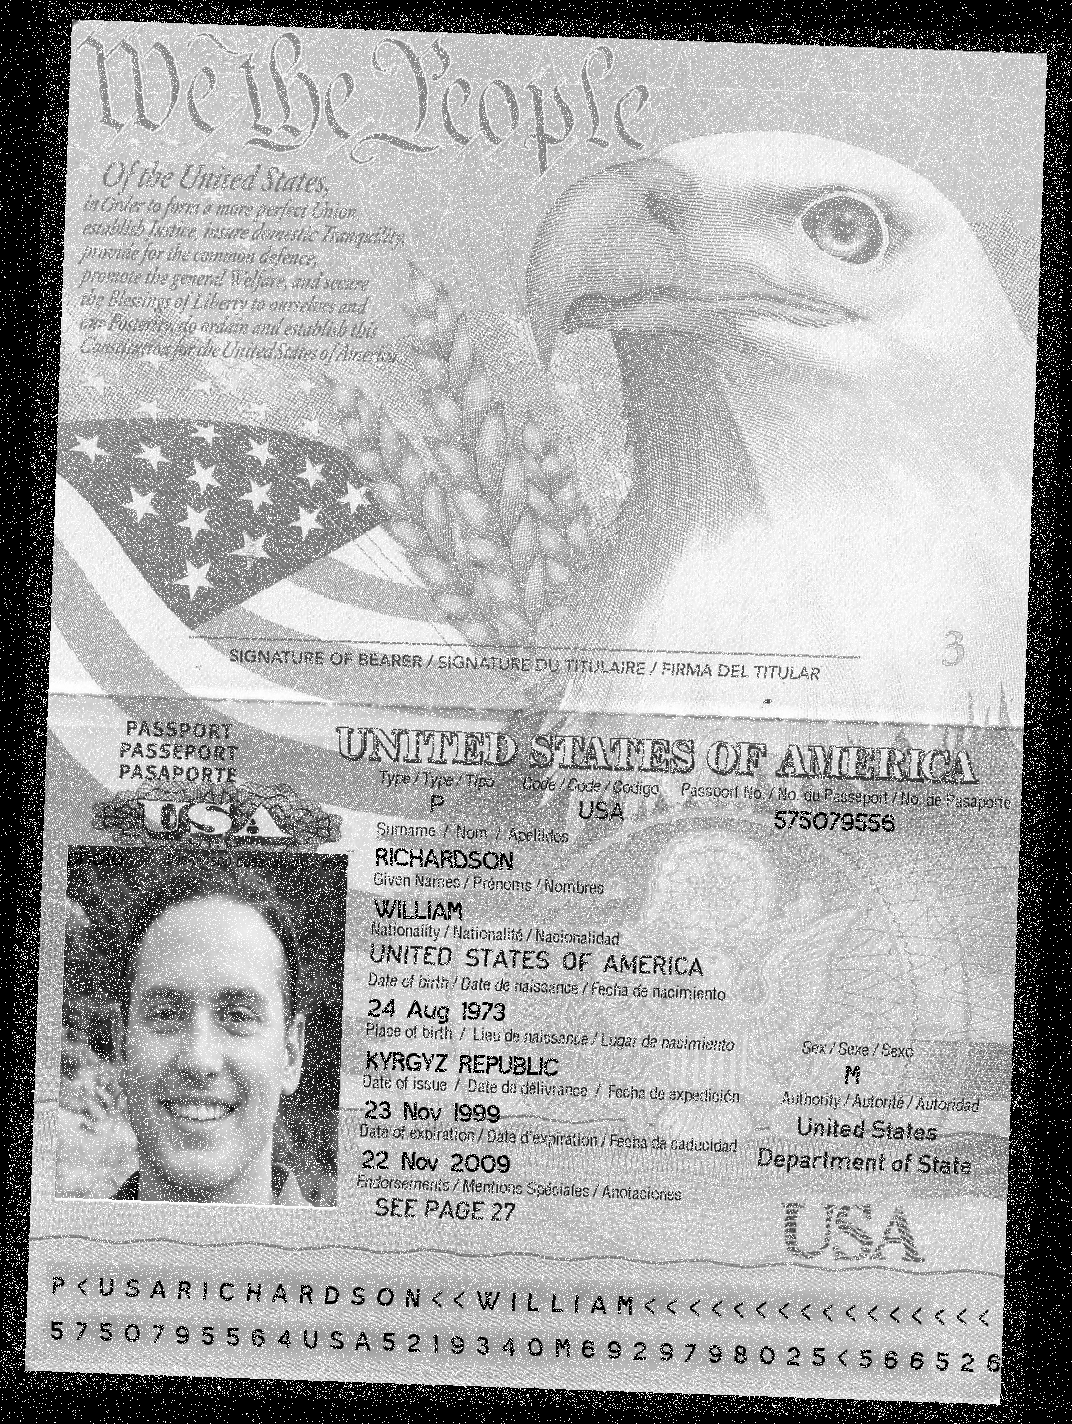 We the People
Of the United States,
in Order to form a more perfect Union,
establish Justice, insure domestic Tranquility,
provide for the common defence,
promote the general Welfare, and secure
the Blessings of Liberty to ourselves and
our Posterity, do ordain and establish this
Constitution for the United States of America.
3
SIGNATURE OF BEARER / SIGNATURE DU TITULAIRE / FIRMA DEL TITULAR
PASSPORT
PASSEPORT
PASAPORTE
USA
UNITED STATES OF AMERICA
Type / Type / Tipo Code / Code / Codigo Passport No. / No. du Passeport / No. de Pasaporte
P USA 575079556
Surname / Nom / Apellidos
RICHARDSON
Given Names / Prénoms / Nombres
WILLIAM
Nationality / Nationalité / Nacionalidad
UNITED STATES OF AMERICA
Date of birth / Date de naissance / Fecha de nacimiento
24 Aug 1973
Place of birth / Lieu de naissance / Lugar de nacimiento
KYRGYZ REPUBLIC
Sex / Sexe / Sexo
M
Date of issue / Date de délivrance / Fecha de expedición
23 Nov 1999
Authority / Autorité / Autoridad
United States
Department of State
Date of expiration / Date d'expiration / Fecha de caducidad
22 Nov 2009
Endorsements / Mentions Spéciales / Anotaciones
SEE PAGE 27
USA
P<USARICHARDSON<<WILLIAM<<<<<<<<<<<<<<<<
5750795564USA5219340M6929798025<566526